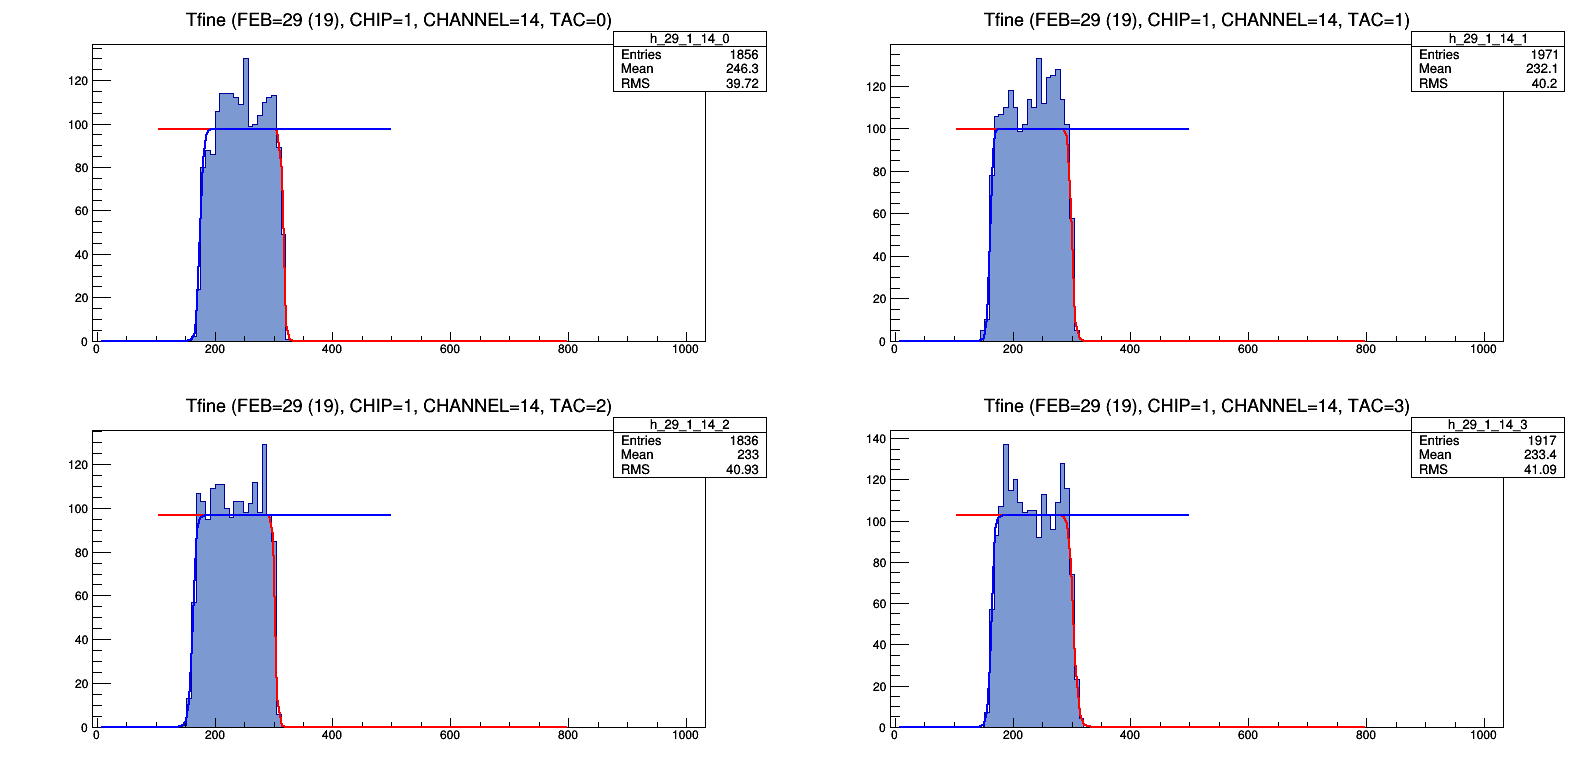 Tfine (FEB=29 (19), CHIP=1, CHANNEL=14, TAC=0)
h_29_1_14_0
Entries 1856
Mean 246.3
RMS 39.72
120
100
80
60
40
20
0
0 200 400 600 800 1000
Tfine (FEB=29 (19), CHIP=1, CHANNEL=14, TAC=1)
h_29_1_14_1
Entries 1971
Mean 232.1
RMS 40.2
120
100
80
60
40
20
0
0 200 400 600 800 1000
Tfine (FEB=29 (19), CHIP=1, CHANNEL=14, TAC=2)
h_29_1_14_2
Entries 1836
Mean 233
RMS 40.93
120
100
80
60
40
20
0
0 200 400 600 800 1000
Tfine (FEB=29 (19), CHIP=1, CHANNEL=14, TAC=3)
h_29_1_14_3
Entries 1917
Mean 233.4
RMS 41.09
140
120
100
80
60
40
20
0
0 200 400 600 800 1000